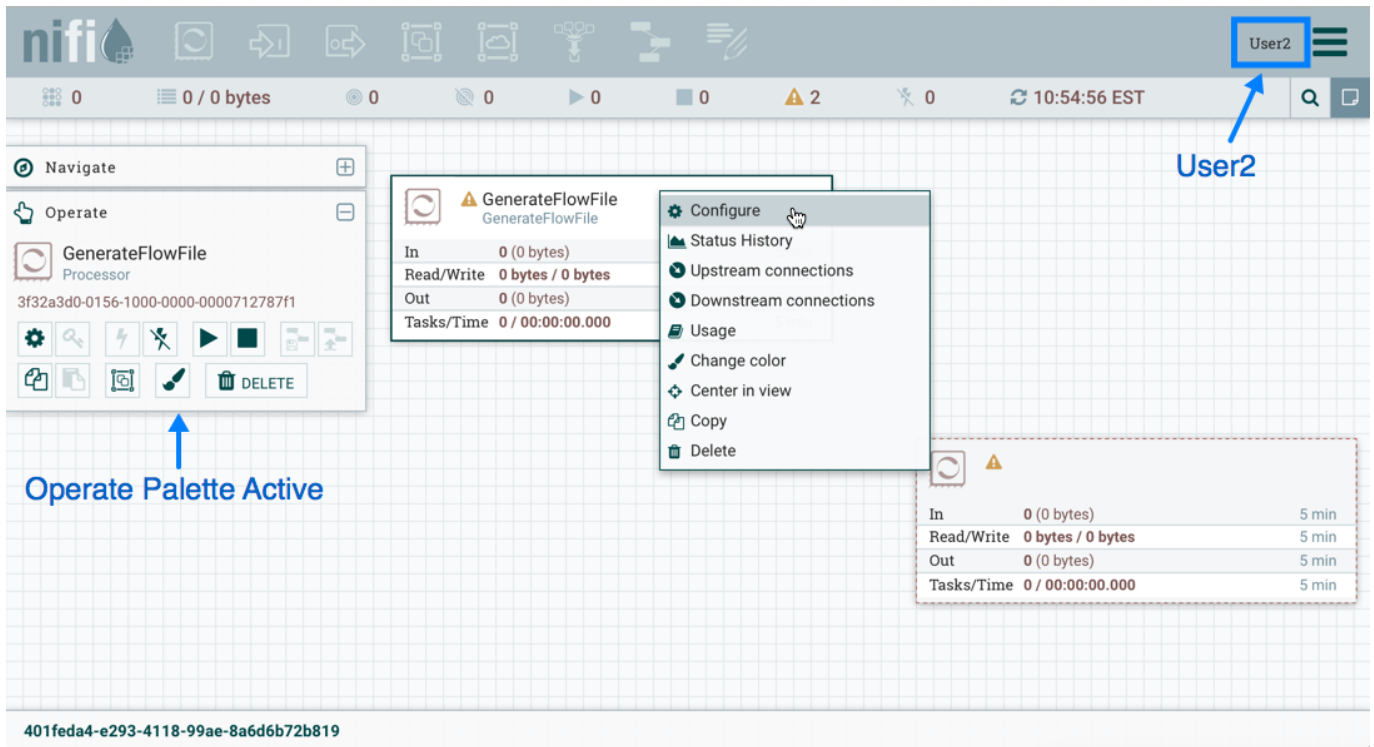 nifi
User2
0
0 / 0 bytes
0
0
0
0
2
0
10:54:56 EST
User2
Navigate
Operate
GenerateFlowFile
Processor
3f32a3d0-0156-1000-0000-0000712787f1
DELETE
Operate Palette Active
GenerateFlowFile
GenerateFlowFile
In 0 (0 bytes)
Read/Write 0 bytes / 0 bytes
Out 0 (0 bytes)
Tasks/Time 0 / 00:00:00.000
Configure
Status History
Upstream connections
Downstream connections
Usage
Change color
Center in view
Copy
Delete
In 0 (0 bytes) 5 min
Read/Write 0 bytes / 0 bytes 5 min
Out 0 (0 bytes) 5 min
Tasks/Time 0 / 00:00:00.000 5 min
401feda4-e293-4118-99ae-8a6d6b72b819